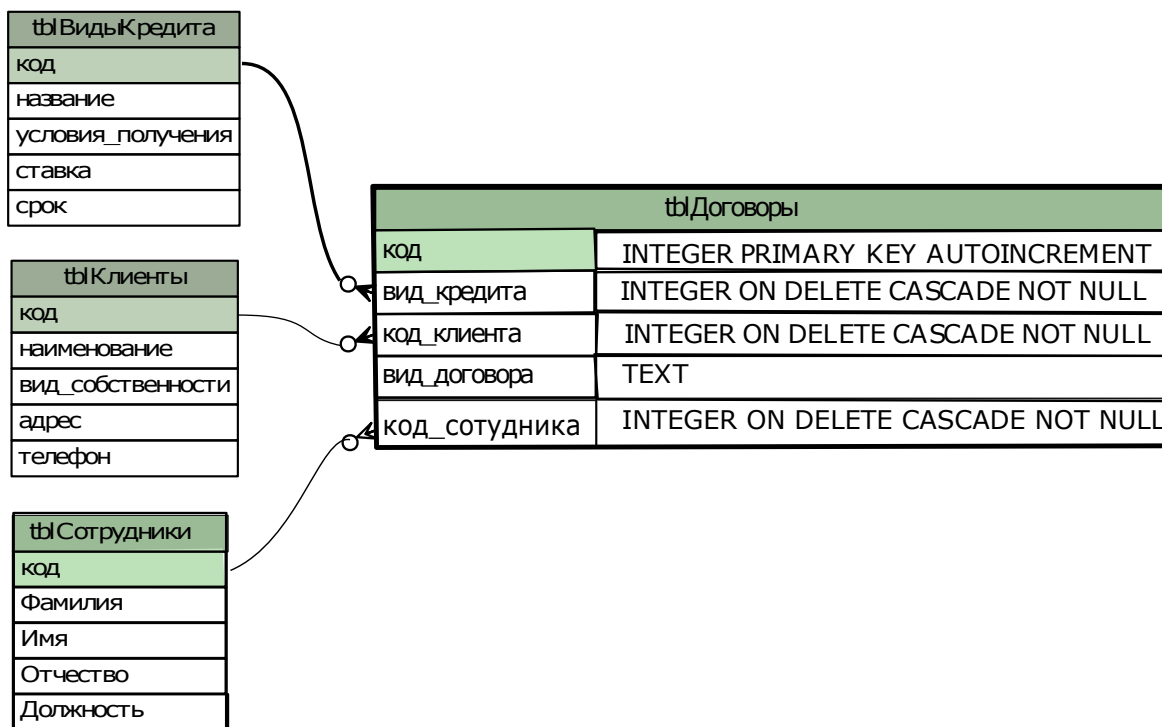 tblВидыКредита
код
название
условия_получения
ставка
срок
tblКлиенты
код
наименование
вид_собственности
адрес
телефон
tblСотрудники
код
Фамилия
Имя
Отчество
Должность
tblДоговоры
код INTEGER PRIMARY KEY AUTOINCREMENT
вид_кредита INTEGER ON DELETE CASCADE NOT NULL
код_клиента INTEGER ON DELETE CASCADE NOT NULL
вид_договора TEXT
код_сотудника INTEGER ON DELETE CASCADE NOT NULL